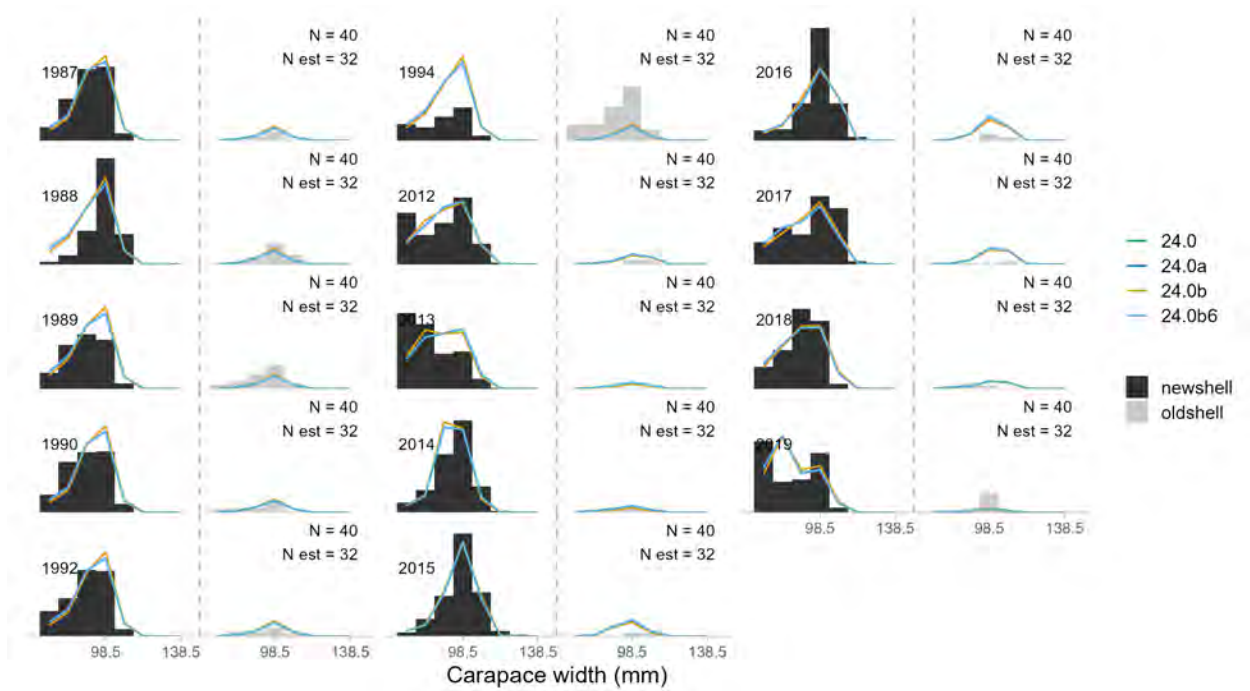 1987
N = 40
N est = 32
1994
N = 40
N est = 32
2016
N = 40
N est = 32
1988
N = 40
N est = 32
2012
N = 40
N est = 32
2017
N = 40
N est = 32
1989
N = 40
N est = 32
2013
N = 40
N est = 32
2018
N = 40
N est = 32
1990
N = 40
N est = 32
2014
N = 40
N est = 32
2019
N = 40
N est = 32
98.5 138.5 98.5 138.5
1992
N = 40
N est = 32
2015
N = 40
N est = 32
98.5 138.5 98.5 138.5 98.5 138.5 98.5 138.5
Carapace width (mm)
24.0
24.0a
24.0b
24.0b6
newshell
oldshell